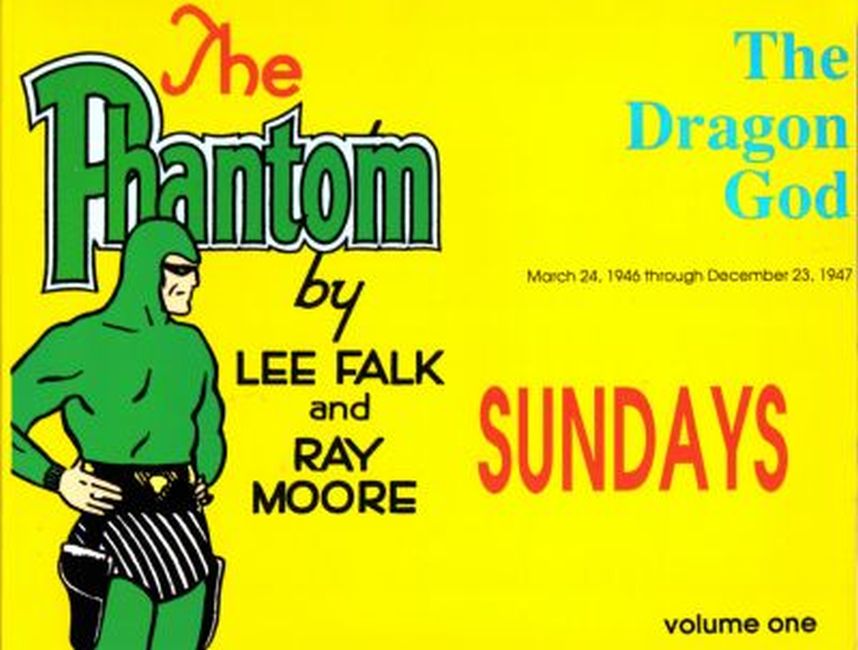 The
Phantom
by
LEE FALK
and
RAY
MOORE
The
Dragon
God
March 24, 1946 through December 23, 1947
SUNDAYS
volume one